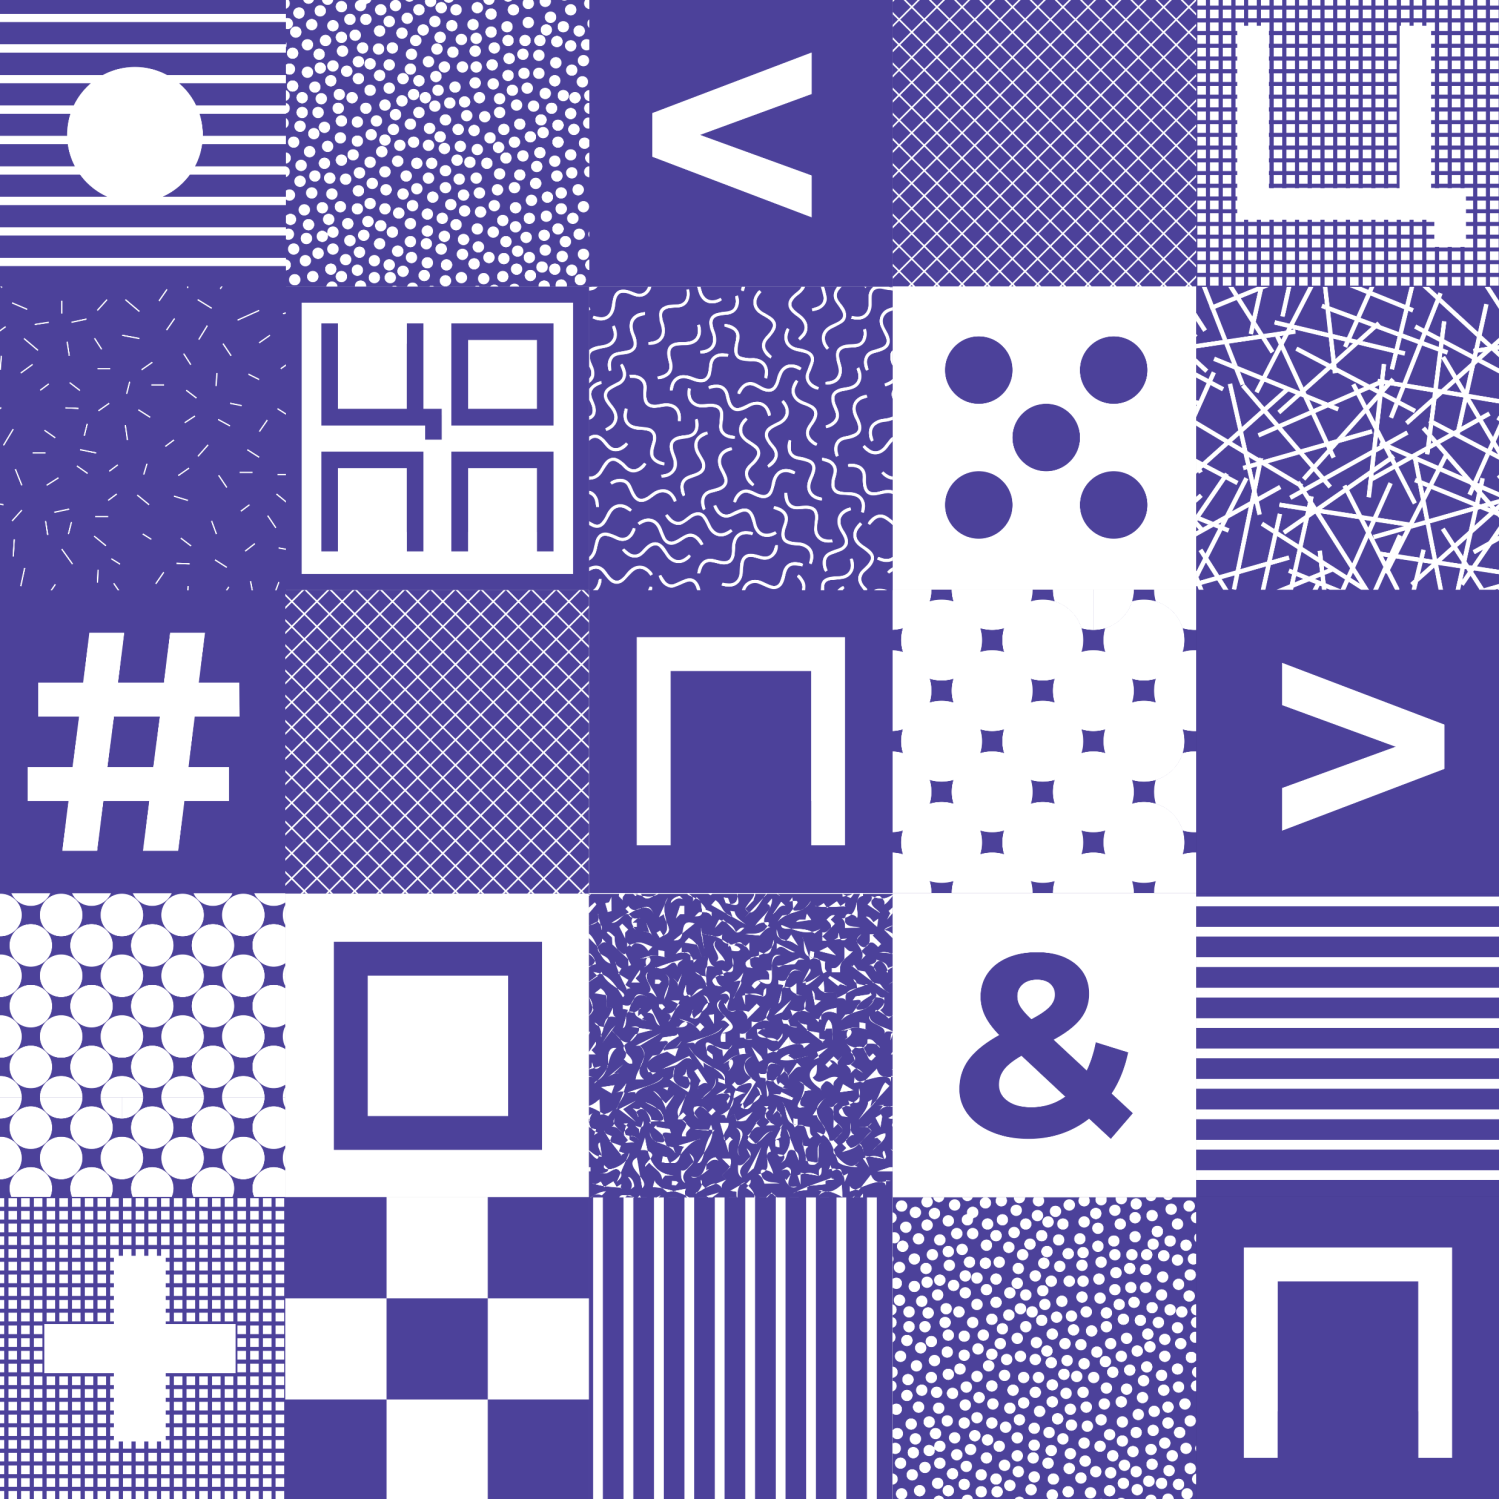 < Ц
ЦО
ПП
# П >
О &
+ П